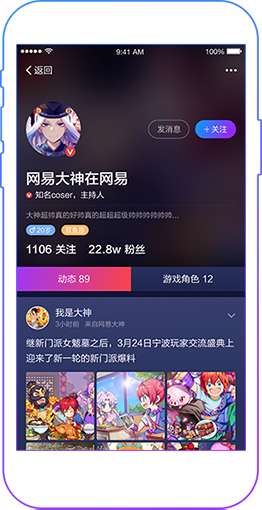 9:41 AM 100%
返回
发消息 +关注
网易大神在网易
知名coser，主持人
大神超帅真的好帅真的超超超级帅帅帅帅帅帅...
20岁 双鱼座
1106 关注 22.8w 粉丝
动态 89 游戏角色 12
我是大神
3小时前 来自网易大神
继新门派女魃墓之后，3月24日宁波玩家交流盛典上
迎来了新一轮的新门派爆料